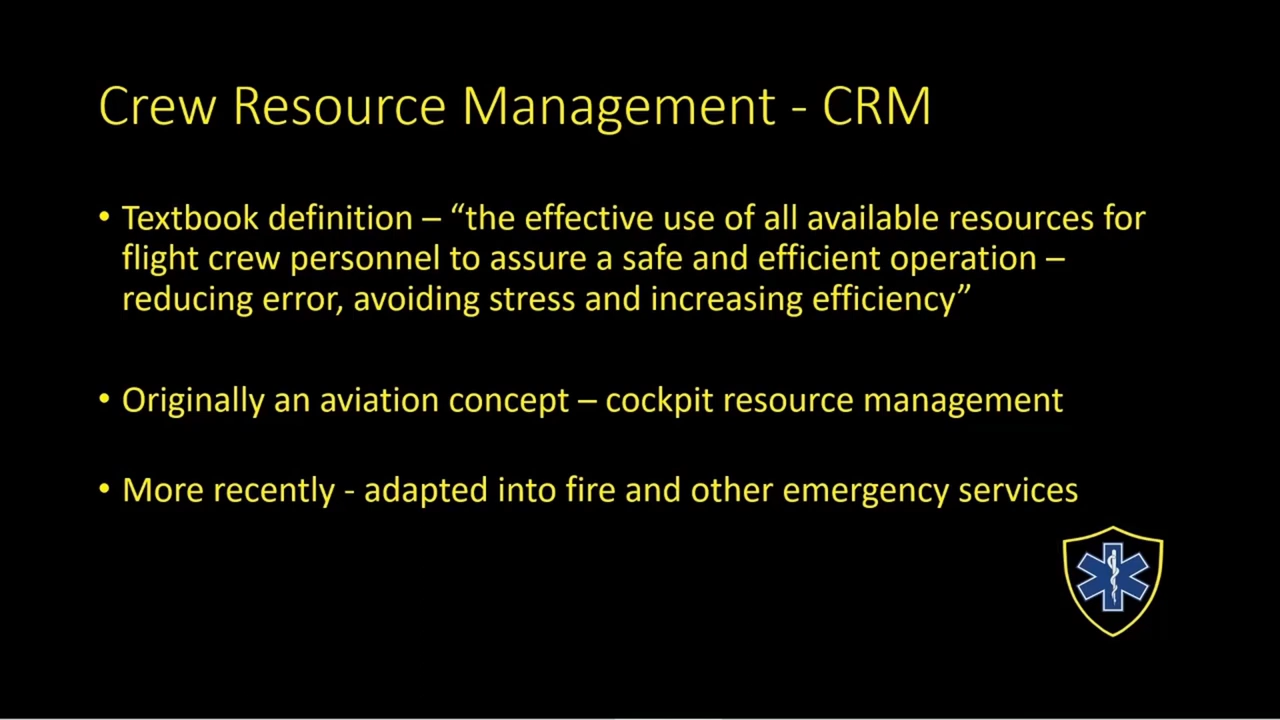 Crew Resource Management - CRM
• Textbook definition – “the effective use of all available resources for
flight crew personnel to assure a safe and efficient operation –
reducing error, avoiding stress and increasing efficiency”
• Originally an aviation concept – cockpit resource management
• More recently - adapted into fire and other emergency services